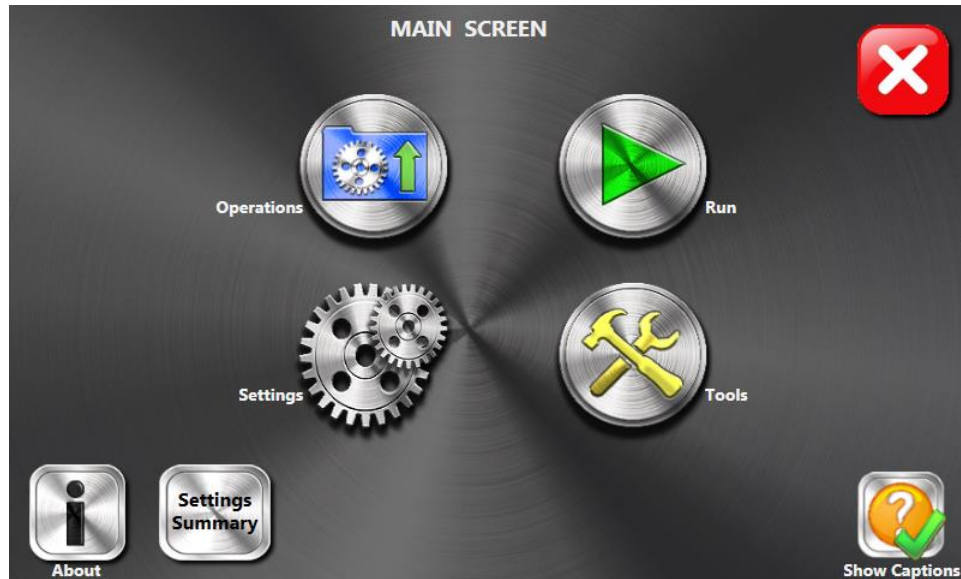 MAIN SCREEN
Operations
Run
Settings
Tools
Settings
Summary
About
Show Captions